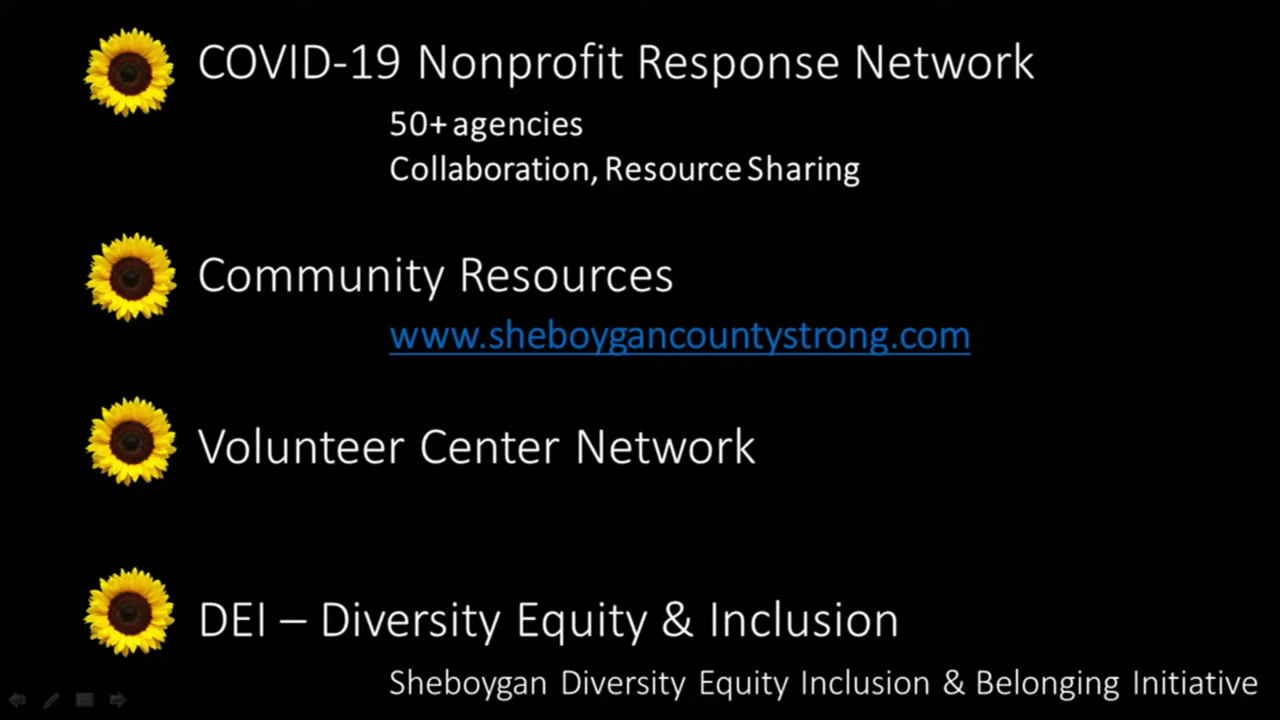 COVID-19 Nonprofit Response Network
50+ agencies
Collaboration, Resource Sharing
Community Resources
www.sheboygancountystrong.com
Volunteer Center Network
DEI – Diversity Equity & Inclusion
Sheboygan Diversity Equity Inclusion & Belonging Initiative